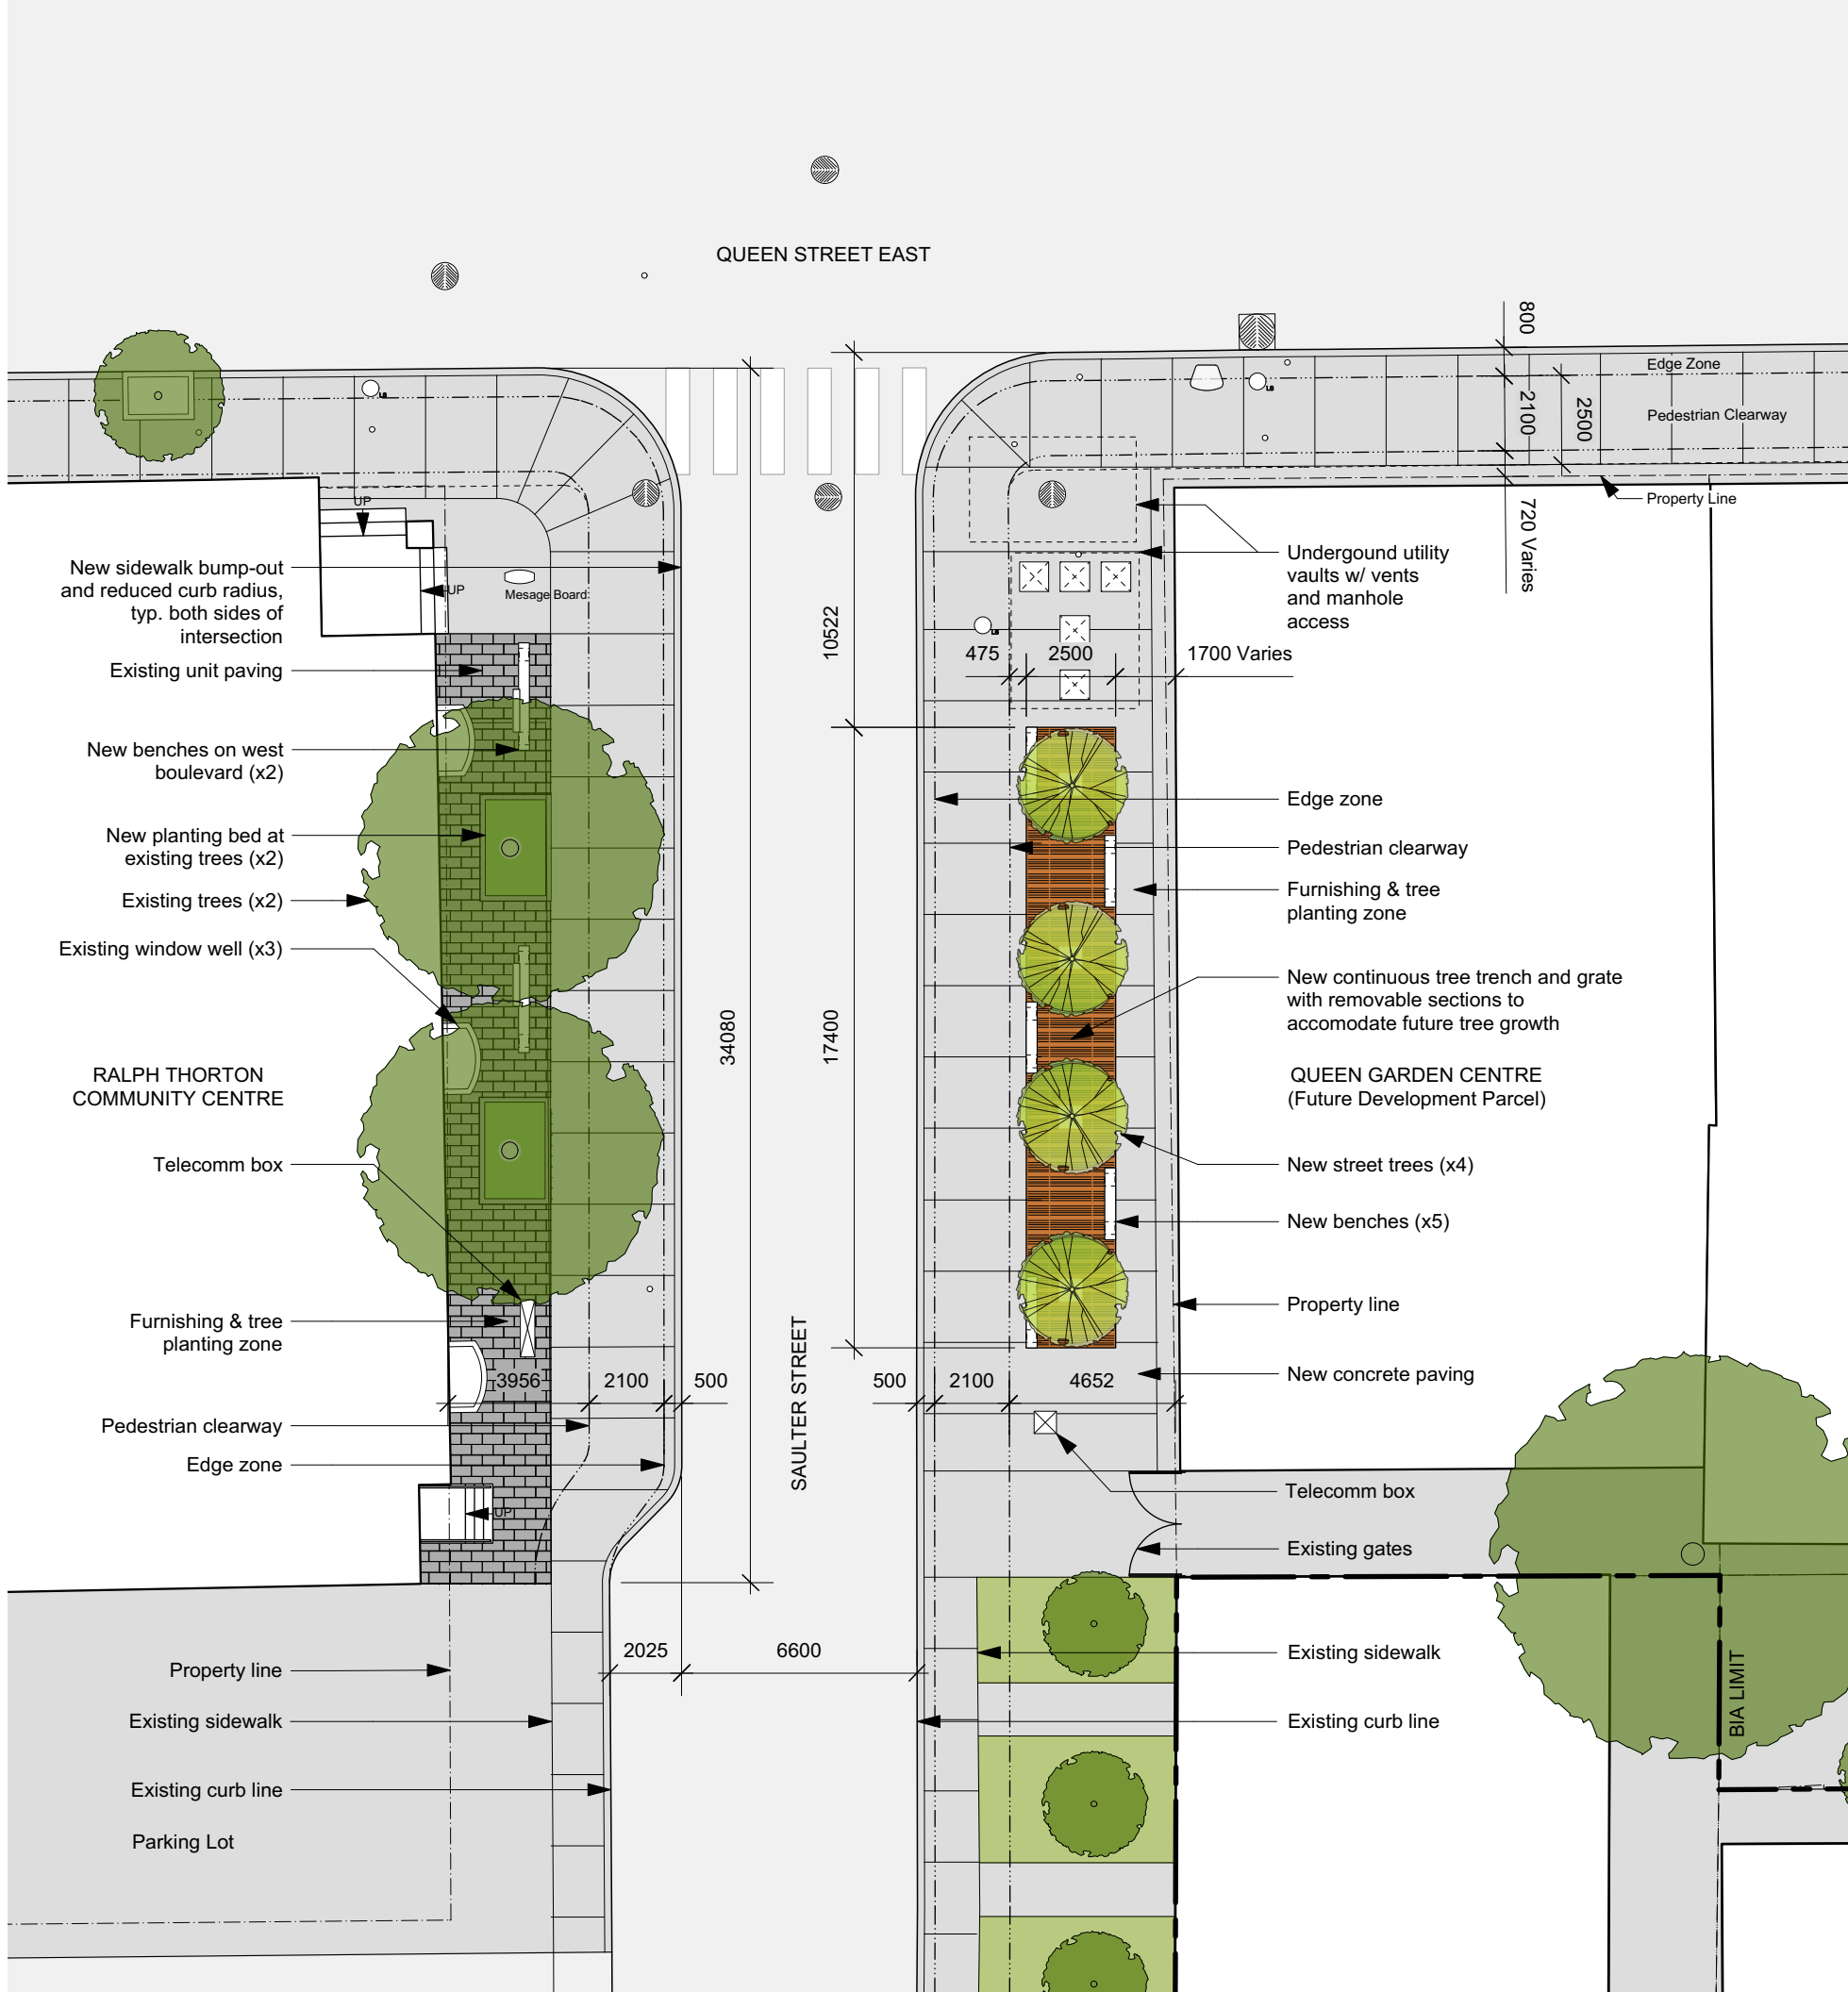 QUEEN STREET EAST
800
Edge Zone
2100
2500
Pedestrian Clearway
Property Line
720 Varies
UP
UP
Mesage Board
New sidewalk bump-out
and reduced curb radius,
typ. both sides of
intersection
Existing unit paving
New benches on west
boulevard (x2)
New planting bed at
existing trees (x2)
Existing trees (x2)
Existing window well (x3)
RALPH THORTON
COMMUNITY CENTRE
Telecomm box
Furnishing & tree
planting zone
3956
2100
500
Pedestrian clearway
Edge zone
UP
Property line
Existing sidewalk
Existing curb line
Parking Lot
34080
10522
17400
SAULTER STREET
2025
6600
475
2500
1700 Varies
Undergound utility
vaults w/ vents
and manhole
access
Edge zone
Pedestrian clearway
Furnishing & tree
planting zone
New continuous tree trench and grate
with removable sections to
accomodate future tree growth
QUEEN GARDEN CENTRE
(Future Development Parcel)
New street trees (x4)
New benches (x5)
Property line
New concrete paving
500
2100
4652
Telecomm box
Existing gates
Existing sidewalk
Existing curb line
BIA LIMIT